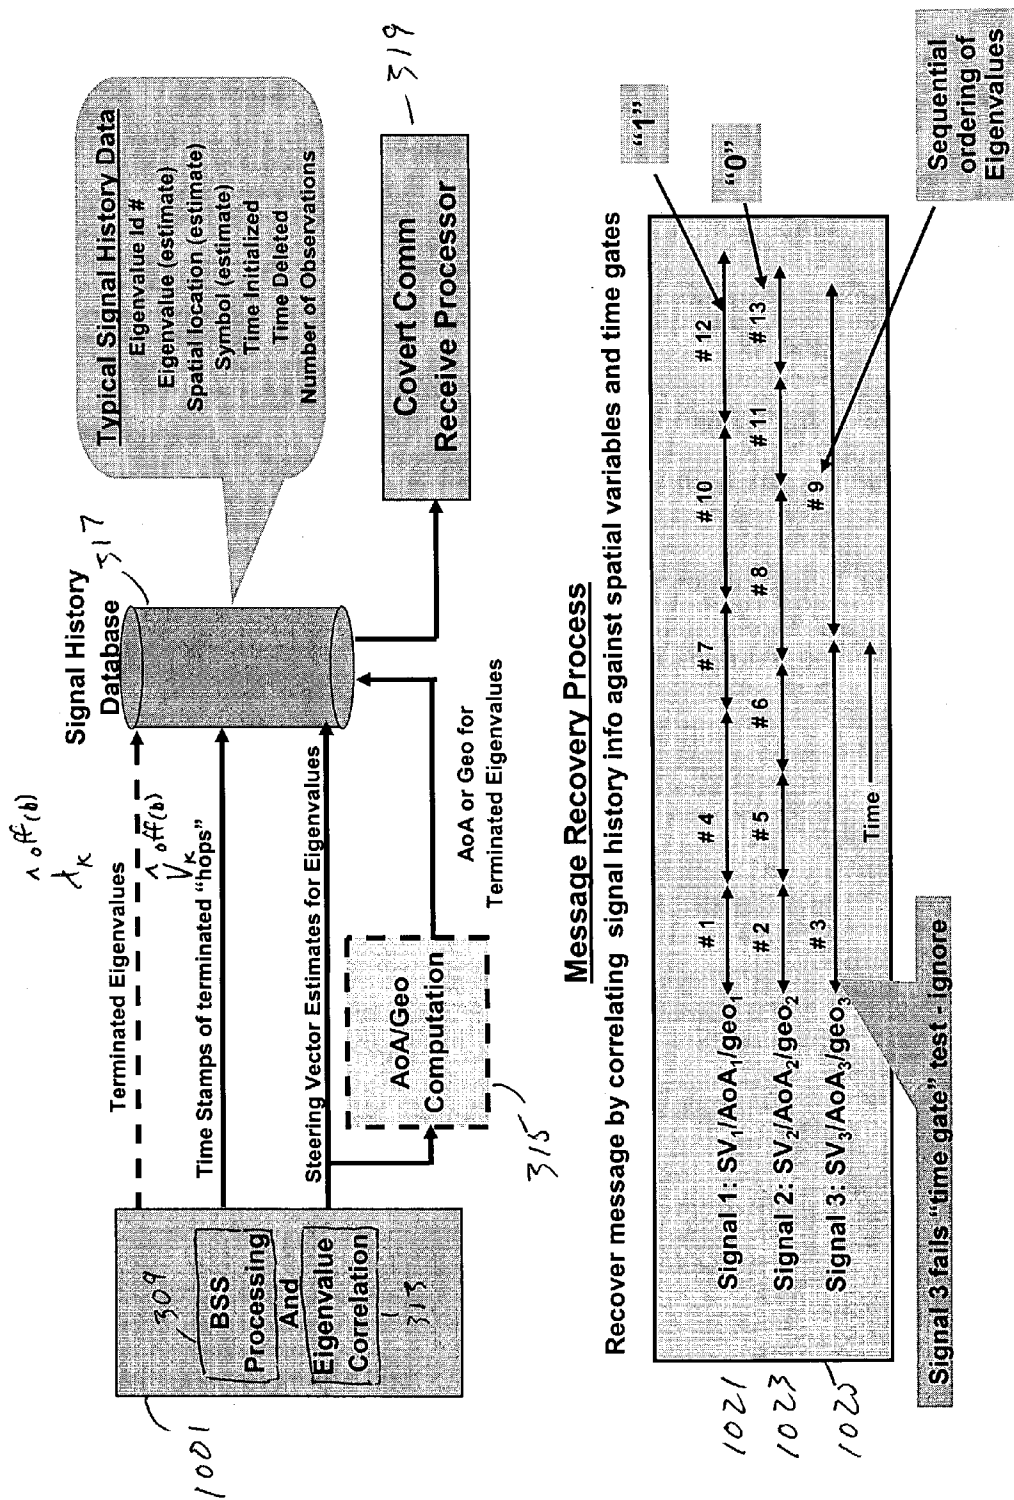 λ̂ₖ off(b)
Terminated Eigenvalues
V̂ₖ off(b)
Time Stamps of terminated "hops"
Steering Vector Estimates for Eigenvalues
1001
309
BSS
Processing
And
Eigenvalue
Correlation
313
AoA/Geo
Computation
315
AoA or Geo for
Terminated Eigenvalues
Signal History
Database
317
Typical Signal History Data
Eigenvalue Id #
Eigenvalue (estimate)
Spatial location (estimate)
Symbol (estimate)
Time Initialized
Time Deleted
Number of Observations
Covert Comm
Receive Processor
319
Message Recovery Process
Recover message by correlating signal history info against spatial variables and time gates
1021
Signal 1: SV₁/AoA₁/geo₁
# 1
# 4
# 7
# 10
# 12
"1"
1023
Signal 2: SV₂/AoA₂/geo₂
# 2
# 5
# 6
# 8
# 11
# 13
"0"
1025
Signal 3: SV₃/AoA₃/geo₃
# 3
# 9
Time
Signal 3 fails "time gate" test - ignore
Sequential
ordering of
Eigenvalues